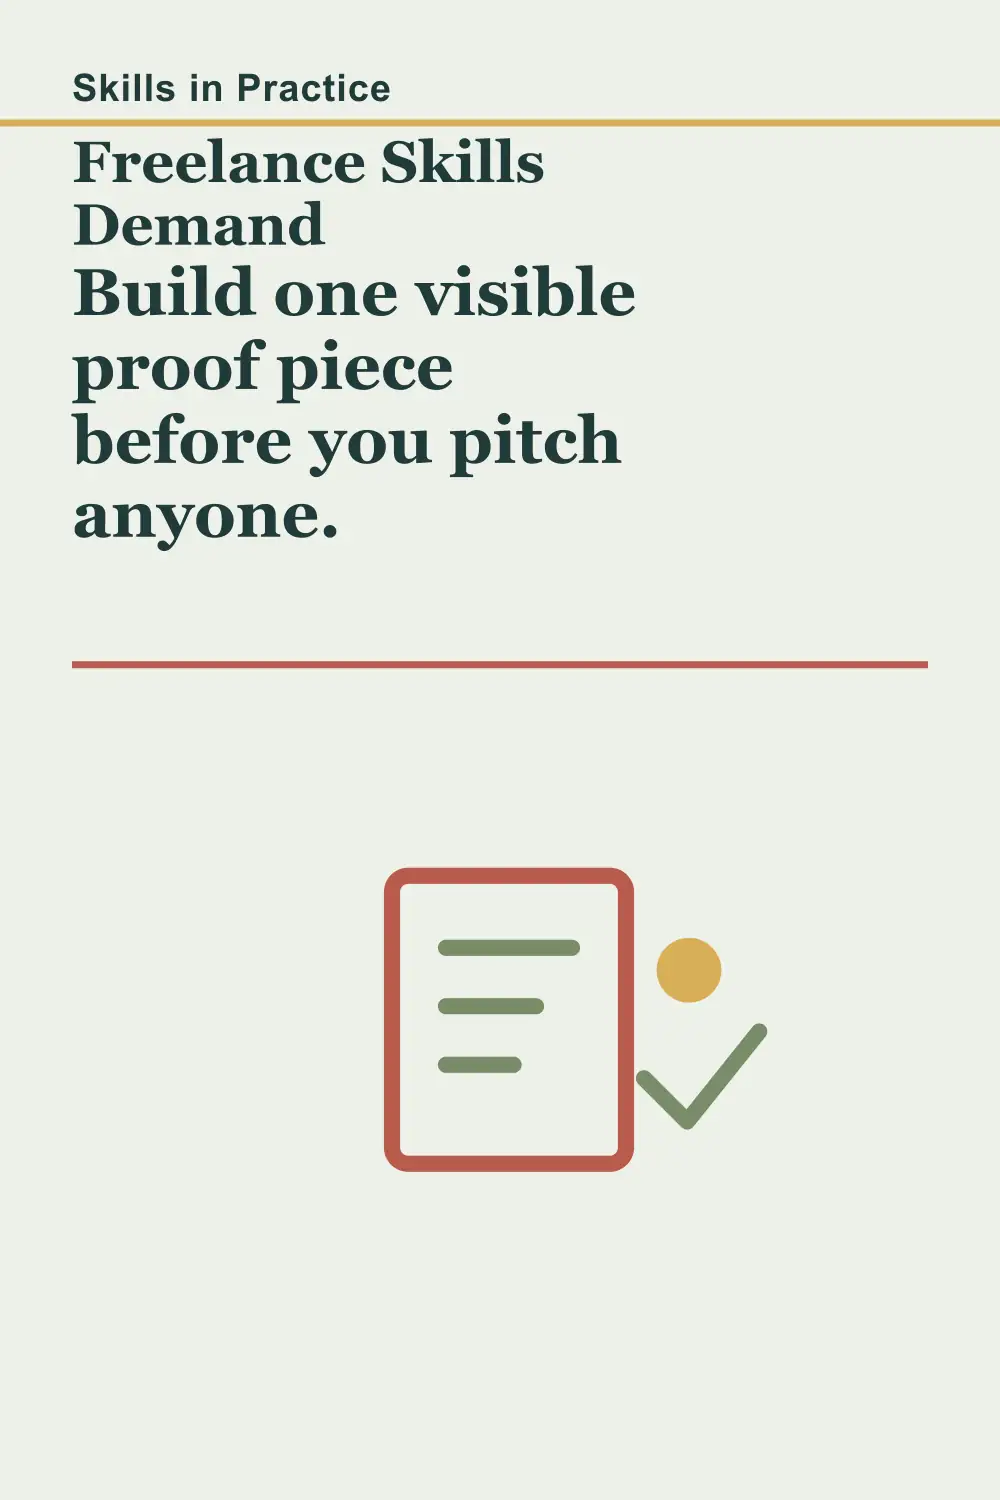 Skills in Practice
Freelance Skills
Demand
Build one visible
proof piece
before you pitch
anyone.